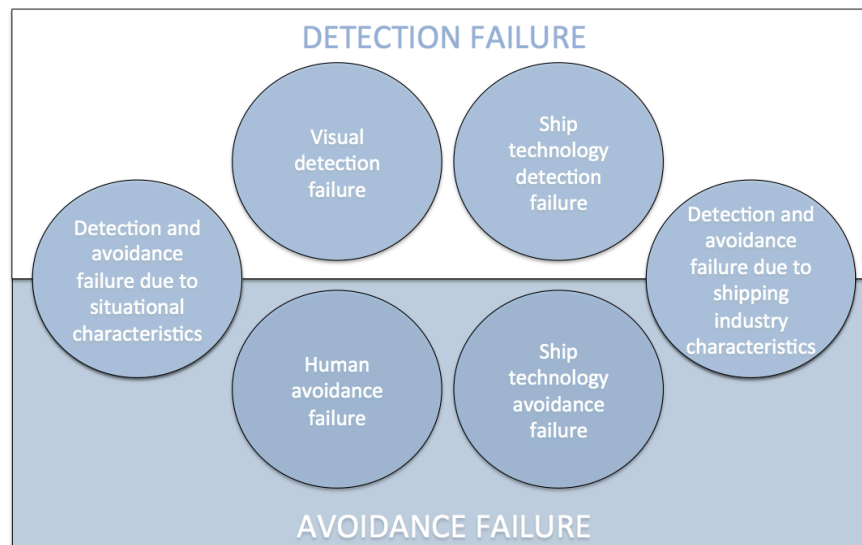 DETECTION FAILURE
Visual
detection
failure
Ship
technology
detection
failure
Detection and
avoidance
failure due to
situational
characteristics
Detection and
avoidance
failure due to
shipping
industry
characteristics
Human
avoidance
failure
Ship
technology
avoidance
failure
AVOIDANCE FAILURE